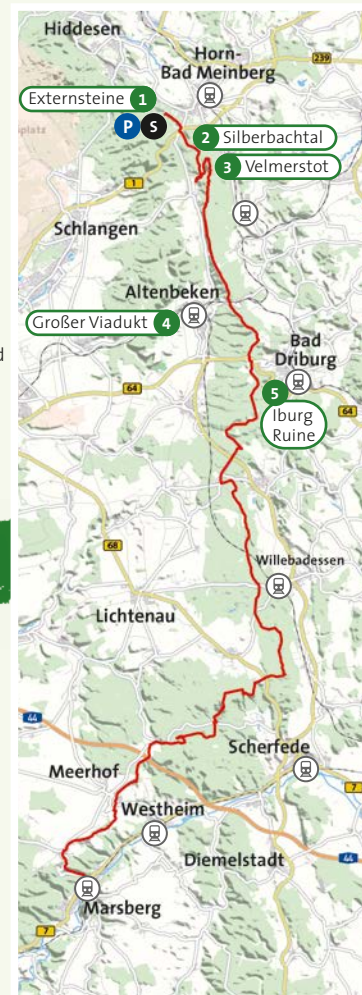 Hiddesen
Horn-
Bad Meinberg
239
Externsteine 1
P S
2 Silberbachtal
3 Velmerstot
1
Schlangen
Altenbeken
Großer Viadukt 4
Bad
Driburg
64
5
64
Iburg
Ruine
68
Willebadessen
Lichtenau
44
Scherfede
Meerhof
7
Westheim
Diemelstadt
44
Marsberg
7